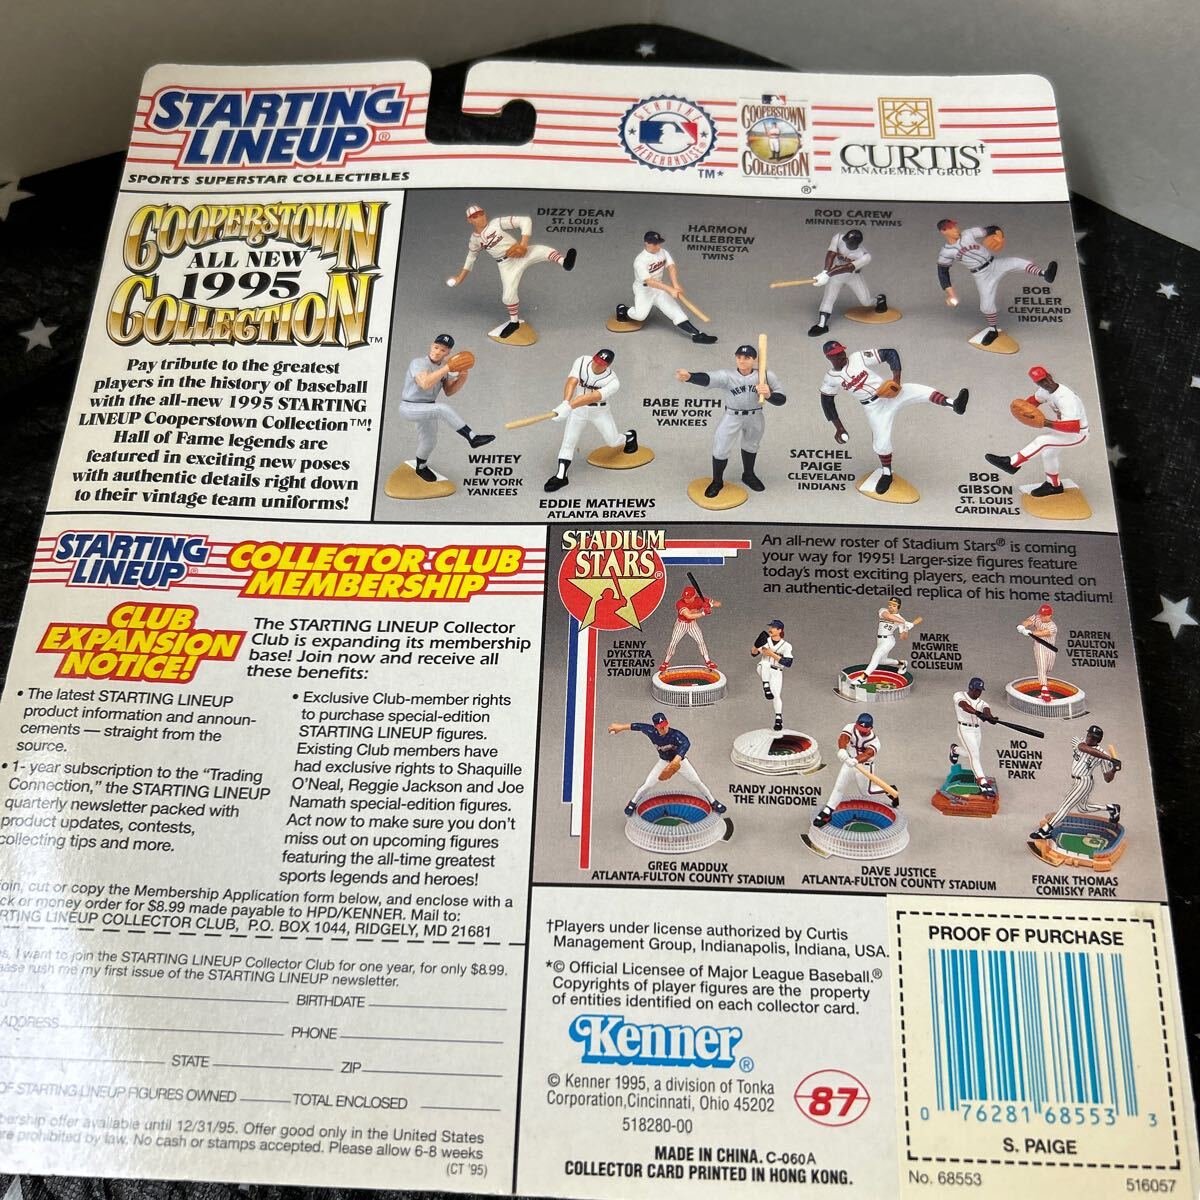 STARTING
LINEUP®
SPORTS SUPERSTAR COLLECTIBLES
GENUINE
MERCHANDISE®
TM*
COOPERSTOWN
COLLECTION
®*
CURTIS†
MANAGEMENT GROUP
COOPERSTOWN
ALL NEW
1995
COLLECTION™
Pay tribute to the greatest
players in the history of baseball
with the all-new 1995 STARTING
LINEUP Cooperstown Collection™!
Hall of Fame legends are
featured in exciting new poses
with authentic details right down
to their vintage team uniforms!
DIZZY DEAN
ST. LOUIS
CARDINALS
HARMON
KILLEBREW
MINNESOTA
TWINS
ROD CAREW
MINNESOTA TWINS
BOB
FELLER
CLEVELAND
INDIANS
WHITEY
FORD
NEW YORK
YANKEES
EDDIE MATHEWS
ATLANTA BRAVES
BABE RUTH
NEW YORK
YANKEES
SATCHEL
PAIGE
CLEVELAND
INDIANS
BOB
GIBSON
ST. LOUIS
CARDINALS
STARTING
LINEUP®
COLLECTOR CLUB
MEMBERSHIP
CLUB
EXPANSION
NOTICE!
The STARTING LINEUP Collector
Club is expanding its membership
base! Join now and receive all
these benefits:
• The latest STARTING LINEUP
product information and announ-
cements — straight from the
source.
• 1- year subscription to the "Trading
Connection," the STARTING LINEUP
quarterly newsletter packed with
product updates, contests,
collecting tips and more.
• Exclusive Club-member rights
to purchase special-edition
STARTING LINEUP figures.
Existing Club members have
had exclusive rights to Shaquille
O'Neal, Reggie Jackson and Joe
Namath special-edition figures.
Act now to make sure you don't
miss out on upcoming figures
featuring the all-time greatest
sports legends and heroes!
oin, cut or copy the Membership Application form below, and enclose with a
ck or money order for $8.99 made payable to HPD/KENNER. Mail to:
RTING LINEUP COLLECTOR CLUB, P.O. BOX 1044, RIDGELY, MD 21681
s, I want to join the STARTING LINEUP Collector Club for one year, for only $8.99.
ase rush me my first issue of the STARTING LINEUP newsletter.
BIRTHDATE
ADDRESS
PHONE
STATE
ZIP
OF STARTING LINEUP FIGURES OWNED
TOTAL ENCLOSED
bership offer available until 12/31/95. Offer good only in the United States
re prohibited by law. No cash or stamps accepted. Please allow 6-8 weeks
(CT '95)
STADIUM
STARS®
An all-new roster of Stadium Stars® is coming
your way for 1995! Larger-size figures feature
today's most exciting players, each mounted on
an authentic-detailed replica of his home stadium!
LENNY
DYKSTRA
VETERANS
STADIUM
MARK
McGWIRE
OAKLAND
COLISEUM
DARREN
DAULTON
VETERANS
STADIUM
RANDY JOHNSON
THE KINGDOME
MO
VAUGHN
FENWAY
PARK
GREG MADDUX
ATLANTA-FULTON COUNTY STADIUM
DAVE JUSTICE
ATLANTA-FULTON COUNTY STADIUM
FRANK THOMAS
COMISKY PARK
†Players under license authorized by Curtis
Management Group, Indianapolis, Indiana, USA.
*© Official Licensee of Major League Baseball.®
Copyrights of player figures are the property
of entities identified on each collector card.
Kenner®
© Kenner 1995, a division of Tonka
Corporation,Cincinnati, Ohio 45202
518280-00
87
MADE IN CHINA. C-060A
COLLECTOR CARD PRINTED IN HONG KONG.
PROOF OF PURCHASE
0 76281 68553 3
S. PAIGE
No. 68553
516057